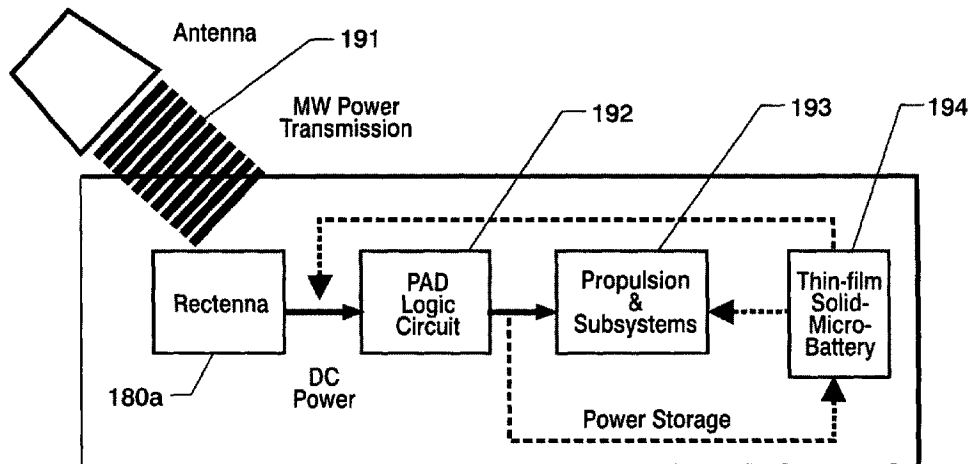 Antenna
191
MW Power
Transmission
192
193
194
Rectenna
PAD
Logic
Circuit
Propulsion
&
Subsystems
Thin-film
Solid-
Micro-
Battery
180a
DC
Power
Power Storage